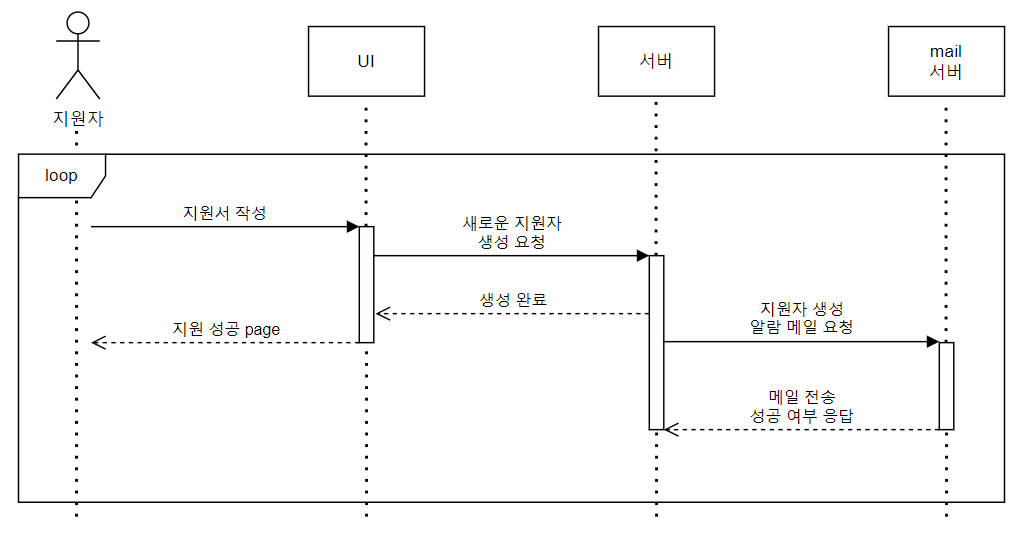 지원자
UI
서버
mail
서버
loop
지원서 작성
새로운 지원자
생성 요청
생성 완료
지원 성공 page
지원자 생성
알람 메일 요청
메일 전송
성공 여부 응답